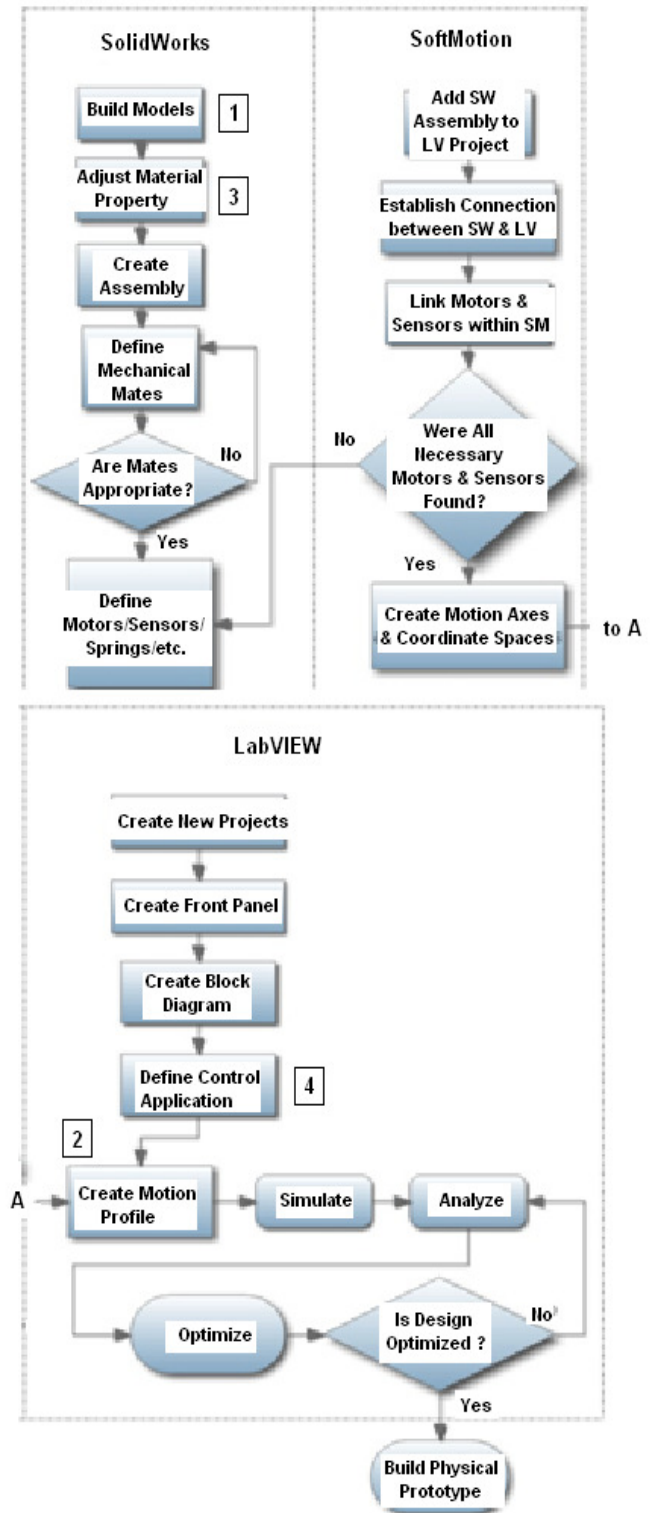 SolidWorks
Build Models
1
Adjust Material
Property
3
Create
Assembly
Define
Mechanical
Mates
No
Are Mates
Appropriate?
Yes
Define
Motors/Sensors/
Springs/etc.
SoftMotion
Add SW
Assembly to
LV Project
Establish Connection
between SW & LV
Link Motors &
Sensors within SM
No
Were All
Necessary
Motors & Sensors
Found?
Yes
Create Motion Axes
& Coordinate Spaces
to A
LabVIEW
Create New Projects
Create Front Panel
Create Block
Diagram
Define Control
Application
4
2
A
Create Motion
Profile
Simulate
Analyze
Optimize
Is Design
Optimized ?
No
Yes
Build Physical
Prototype